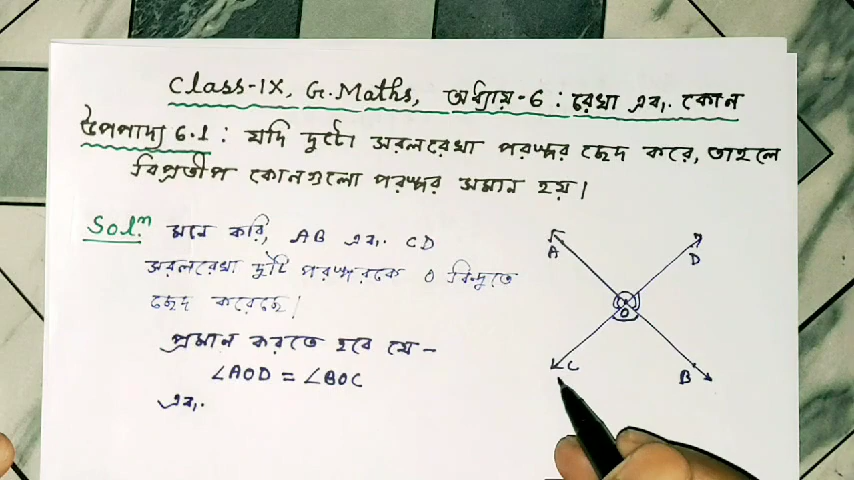 Class-IX, G.Maths, অধ্যায়-6 : রেখা এবং কোন
উপপাদ্য 6.1 : যদি দুটো সরলরেখা পরস্পর ছেদ করে, তাহলে
বিপ্রতীপ কোনগুলো পরস্পর সমান হয়।
Solⁿ মনে করি, AB এবং CD
সরলরেখা দুটি পরস্পরকে O বিন্দুতে
ছেদ করেছে।
প্রমান করতে হবে যে -
∠AOD = ∠BOC
এবং
A
D
O
C
B